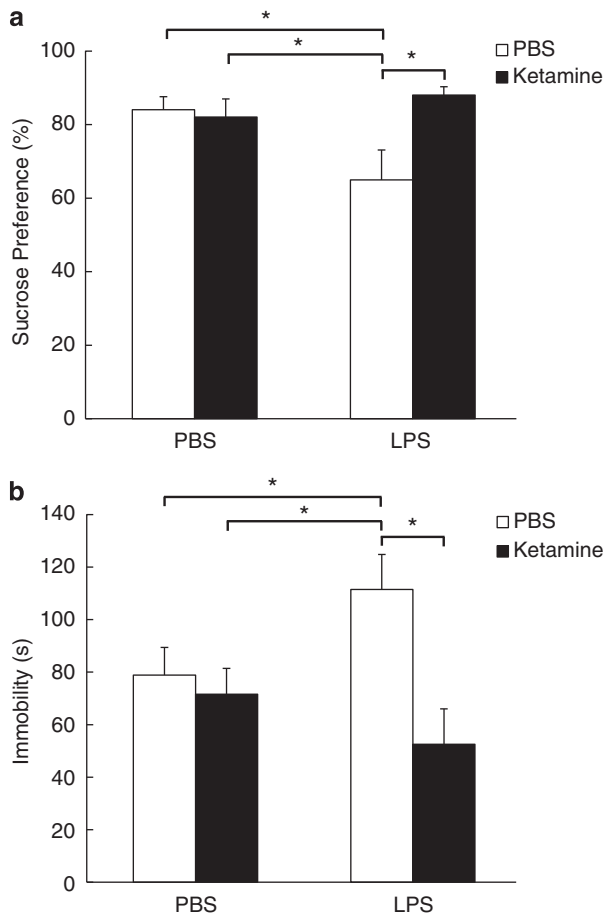 a
*
*
*
PBS
Ketamine
Sucrose Preference (%)
100
80
60
40
20
0
PBS LPS
b
*
*
*
PBS
Ketamine
Immobility (s)
140
120
100
80
60
40
20
0
PBS LPS